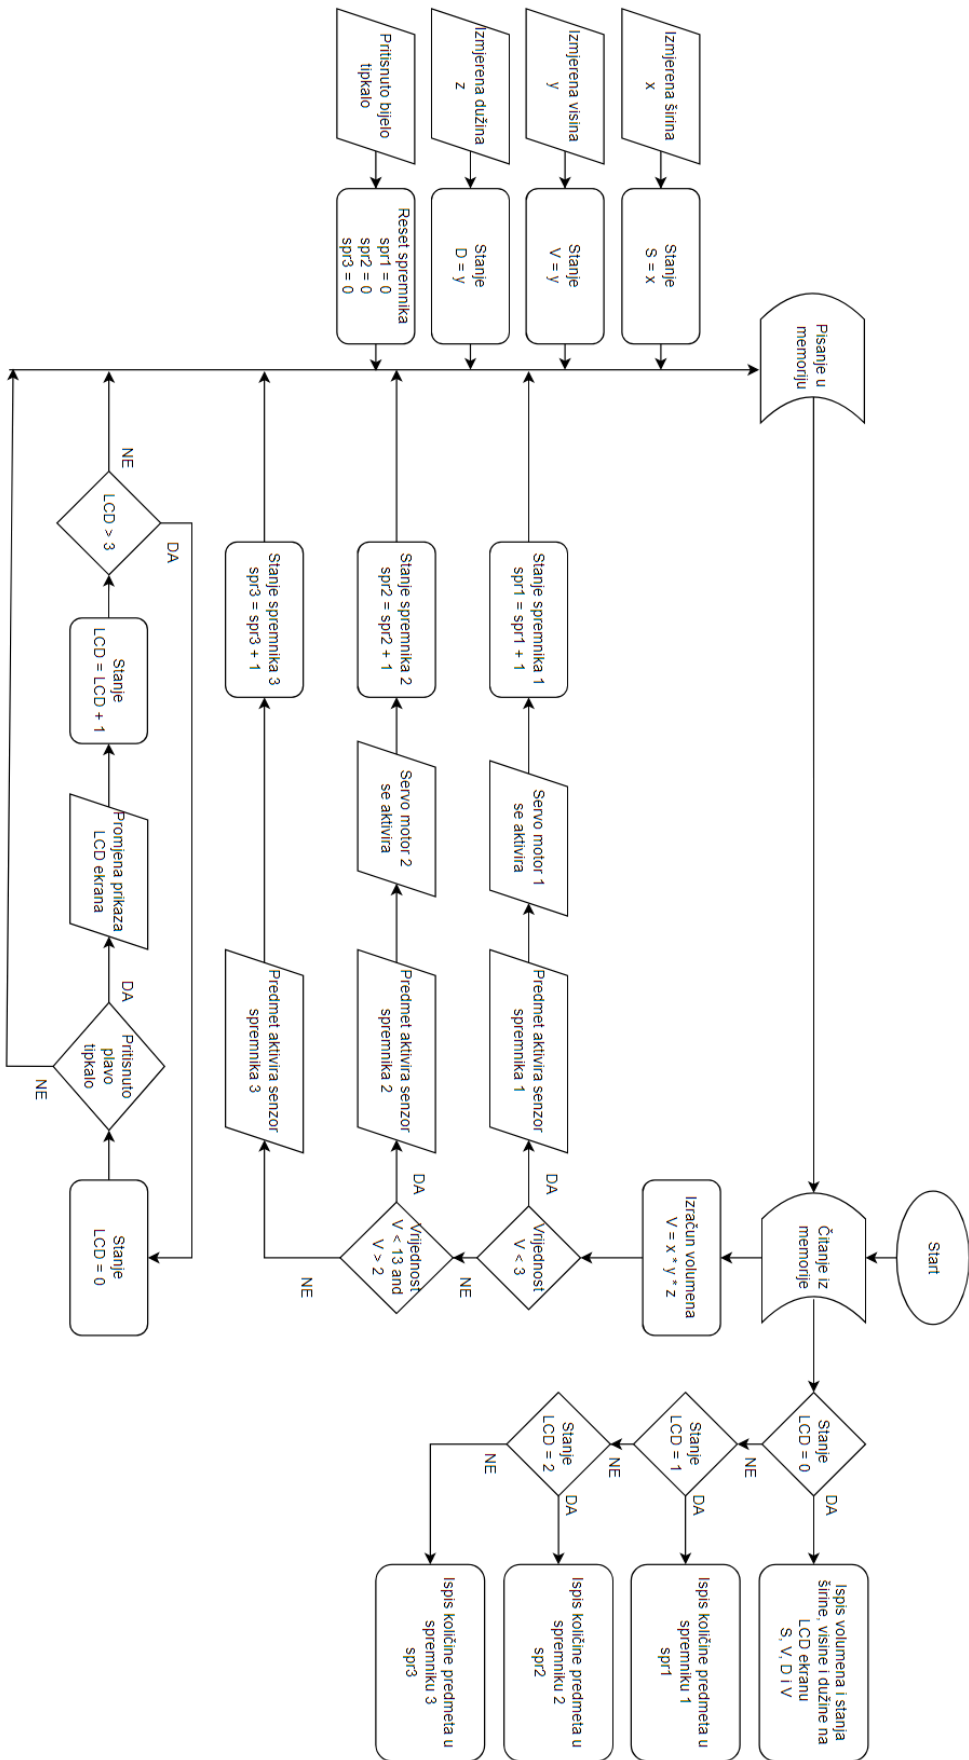 Start
Čitanje iz
memorije
Pisanje u
memoriju
Izmjerena širina
x
Stanje
S = x
Izmjerena visina
y
Stanje
V = y
Izmjerena dužina
z
Stanje
D = y
Pritisnuto bijelo
tipkalo
Reset spremnika
spr1 = 0
spr2 = 0
spr3 = 0
Izračun volumena
V = x * y * z
Vrijednost
V < 3
DA
NE
Predmet aktivira senzor
spremnika 1
Servo motor 1
se aktivira
Stanje spremnika 1
spr1 = spr1 + 1
Vrijednost
V < 13 and
V > 2
DA
NE
Predmet aktivira senzor
spremnika 2
Servo motor 2
se aktivira
Stanje spremnika 2
spr2 = spr2 + 1
Predmet aktivira senzor
spremnika 3
Stanje spremnika 3
spr3 = spr3 + 1
Stanje
LCD = 0
Pritisnuto
plavo
tipkalo
DA
NE
Promjena prikaza
LCD ekrana
Stanje
LCD = LCD + 1
LCD > 3
DA
NE
Stanje
LCD = 0
DA
NE
Ispis volumena i stanja
širine, visine i dužine na
LCD ekranu
S, V, D i V
Stanje
LCD = 1
DA
NE
Ispis količine predmeta u
spremniku 1
spr1
Stanje
LCD = 2
DA
NE
Ispis količine predmeta u
spremniku 2
spr2
Ispis količine predmeta u
spremniku 3
spr3